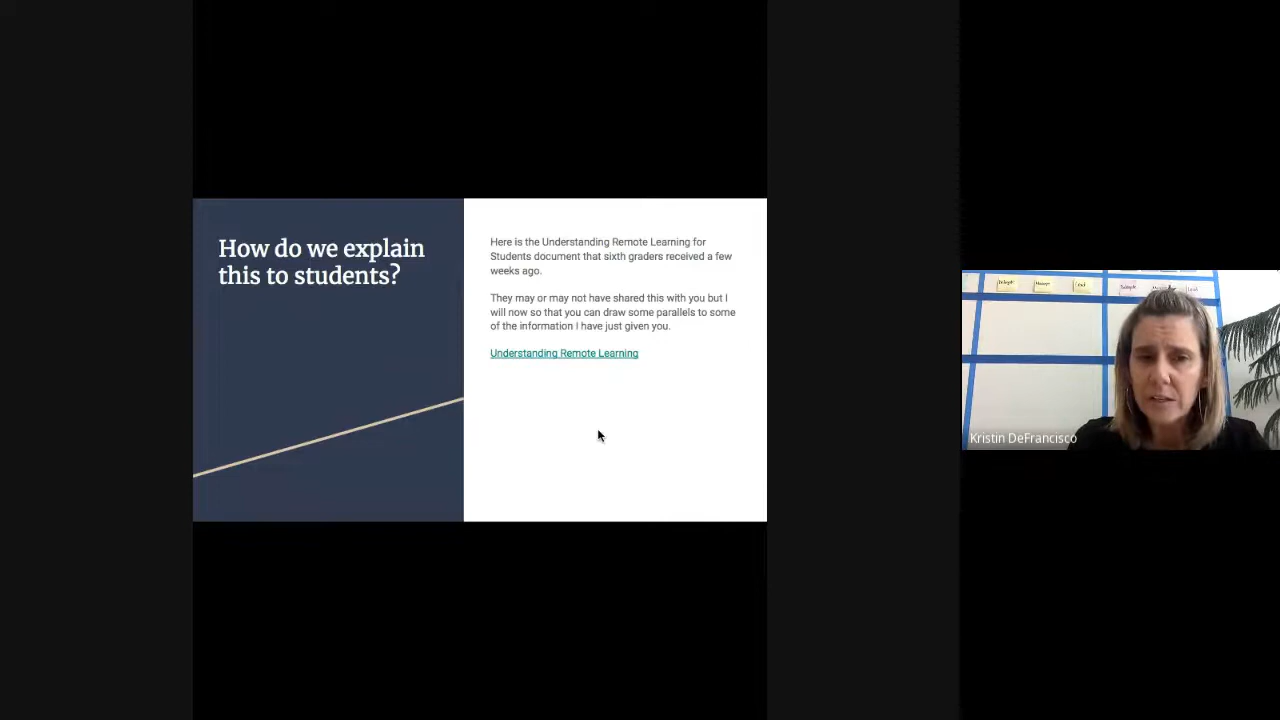 How do we explain
this to students?
Here is the Understanding Remote Learning for
Students document that sixth graders received a few
weeks ago.
They may or may not have shared this with you but I
will now so that you can draw some parallels to some
of the information I have just given you.
Understanding Remote Learning
Kristin DeFrancisco